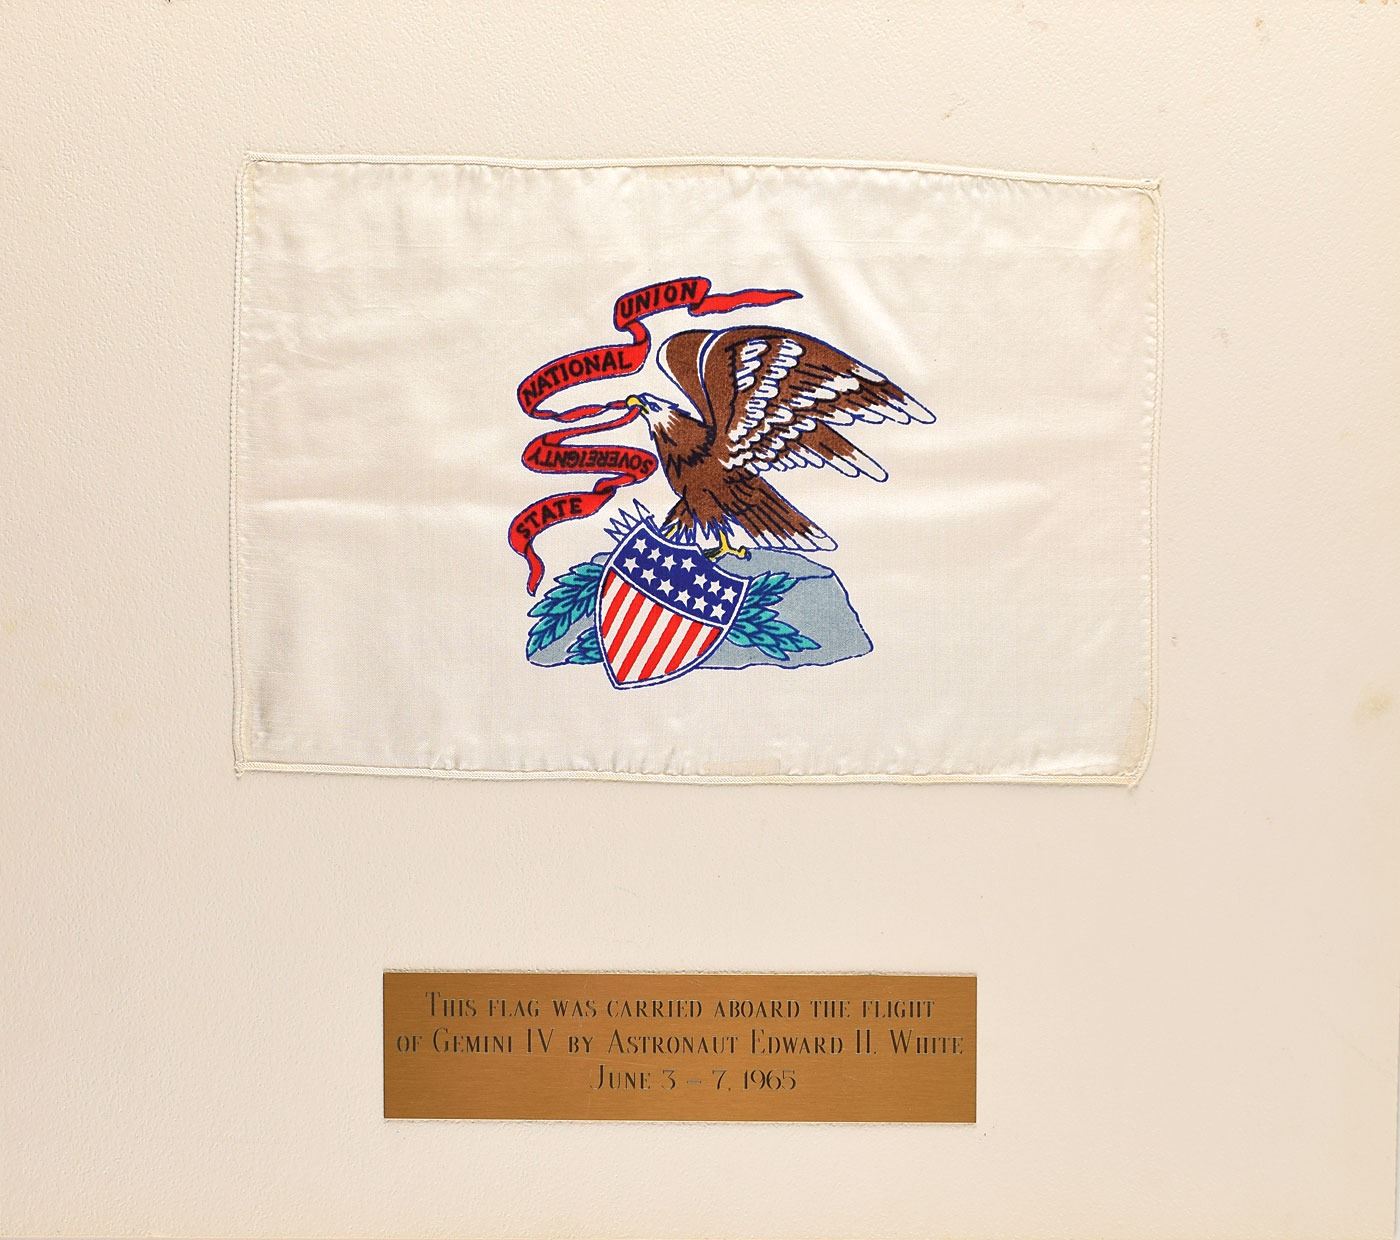 UNION
NATIONAL
SOVEREIGNTY
STATE
THIS FLAG WAS CARRIED ABOARD THE FLIGHT
OF GEMINI IV BY ASTRONAUT EDWARD H. WHITE
JUNE 3 – 7, 1965